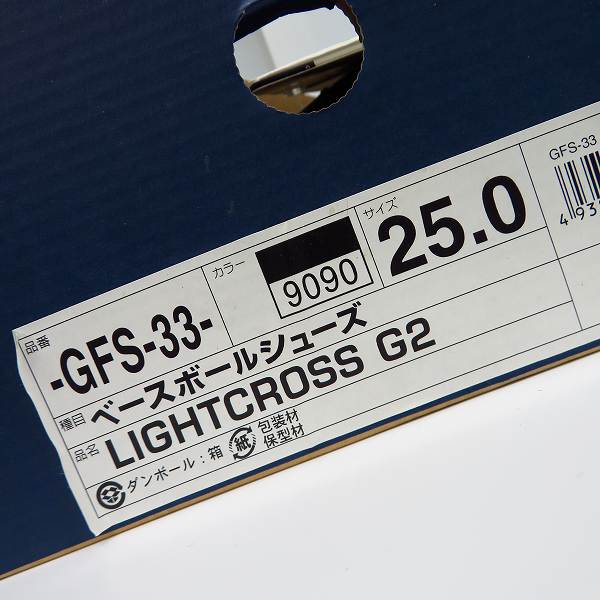 品番 -GFS-33-
カラー 9090
サイズ 25.0
種目 ベースボールシューズ
品名 LIGHTCROSS G2
ダンボール:箱 紙 包装材
保型材
GFS-33
493